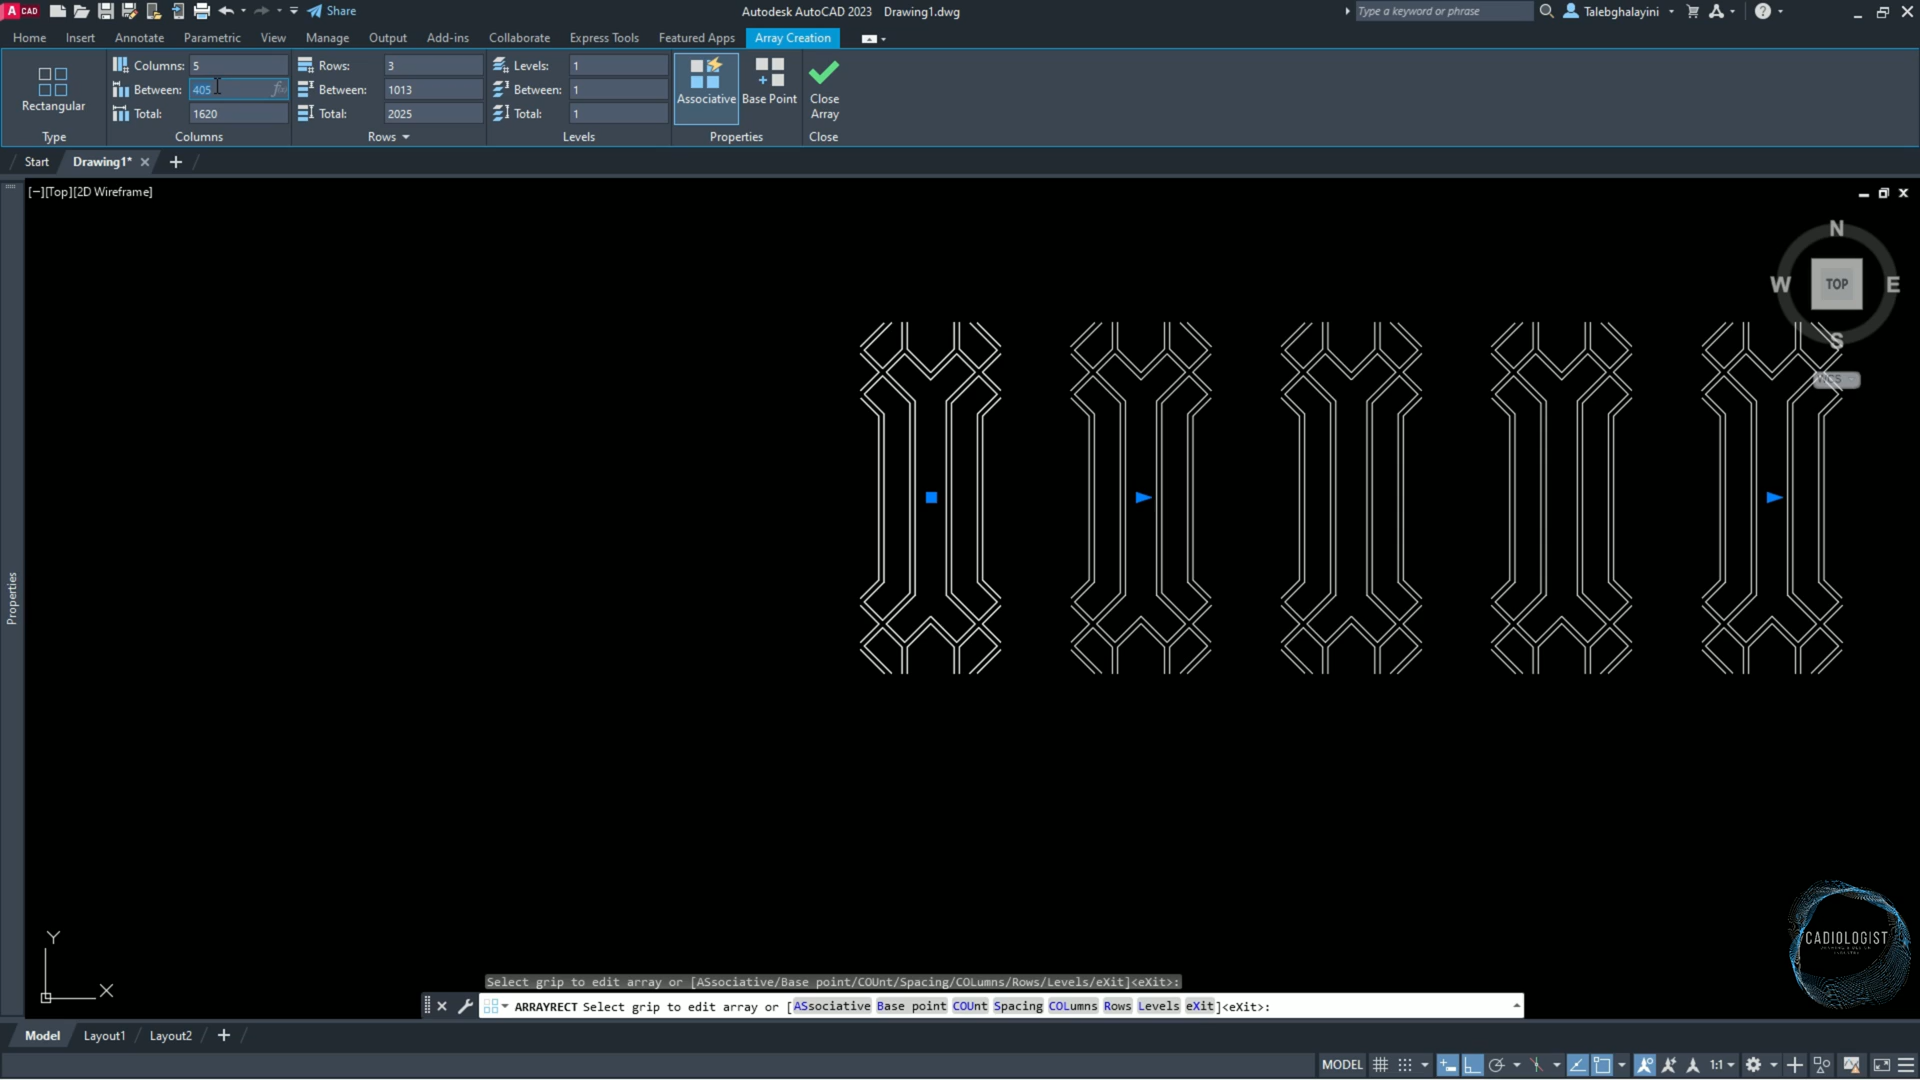 A CAD Share Autodesk AutoCAD 2023 Drawing1.dwg Type a keyword or phrase Talebghalayini ?
Home Insert Annotate Parametric View Manage Output Add-ins Collaborate Express Tools Featured Apps Array Creation
Columns: 5 Rows: 3 Levels: 1
Between: 405 Between: 1013 Between: 1
Rectangular Associative Base Point Close Array
Total: 1620 Total: 2025 Total: 1
Type Columns Rows Levels Properties Close
Start Drawing1* +
[−][Top][2D Wireframe]
N
W TOP E
S
WCS
Properties
Y
X
CADIOLOGIST
Select grip to edit array or [ASsociative/Base point/COUnt/Spacing/COLumns/Rows/Levels/eXit]<eXit>:
ARRAYRECT Select grip to edit array or [ASsociative Base point COUnt Spacing COLumns Rows Levels eXit]<eXit>:
Model Layout1 Layout2 +
MODEL 1:1